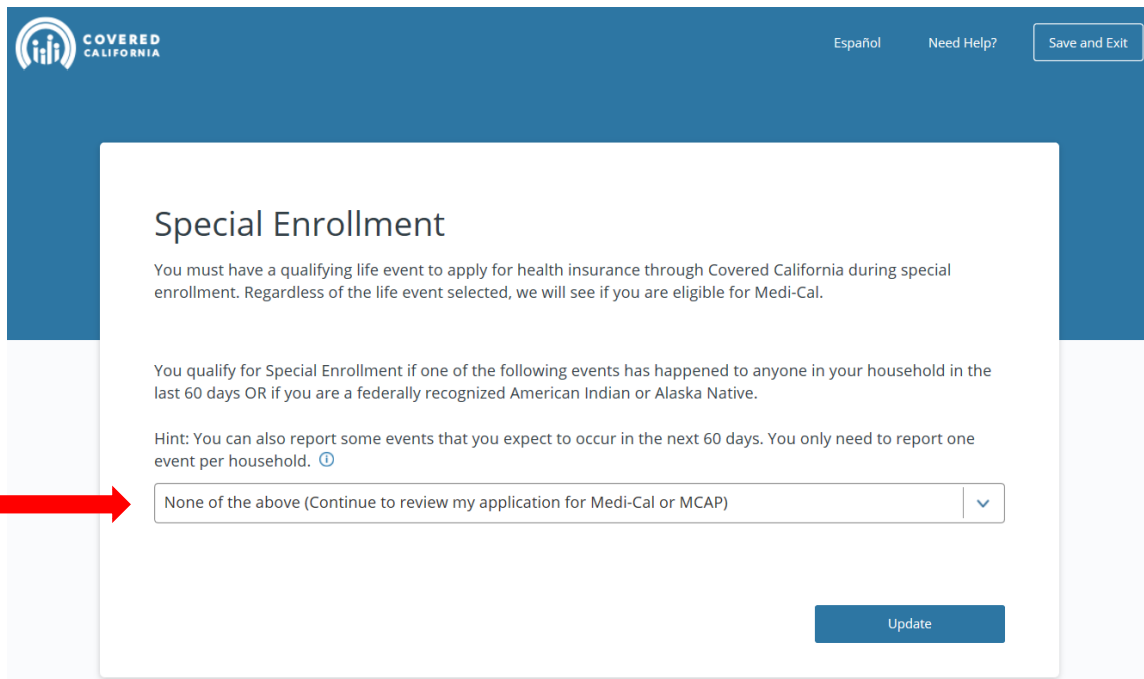 COVERED
CALIFORNIA
Español
Need Help?
Save and Exit
Special Enrollment
You must have a qualifying life event to apply for health insurance through Covered California during special
enrollment. Regardless of the life event selected, we will see if you are eligible for Medi-Cal.
You qualify for Special Enrollment if one of the following events has happened to anyone in your household in the
last 60 days OR if you are a federally recognized American Indian or Alaska Native.
Hint: You can also report some events that you expect to occur in the next 60 days. You only need to report one
event per household.
None of the above (Continue to review my application for Medi-Cal or MCAP)
Update